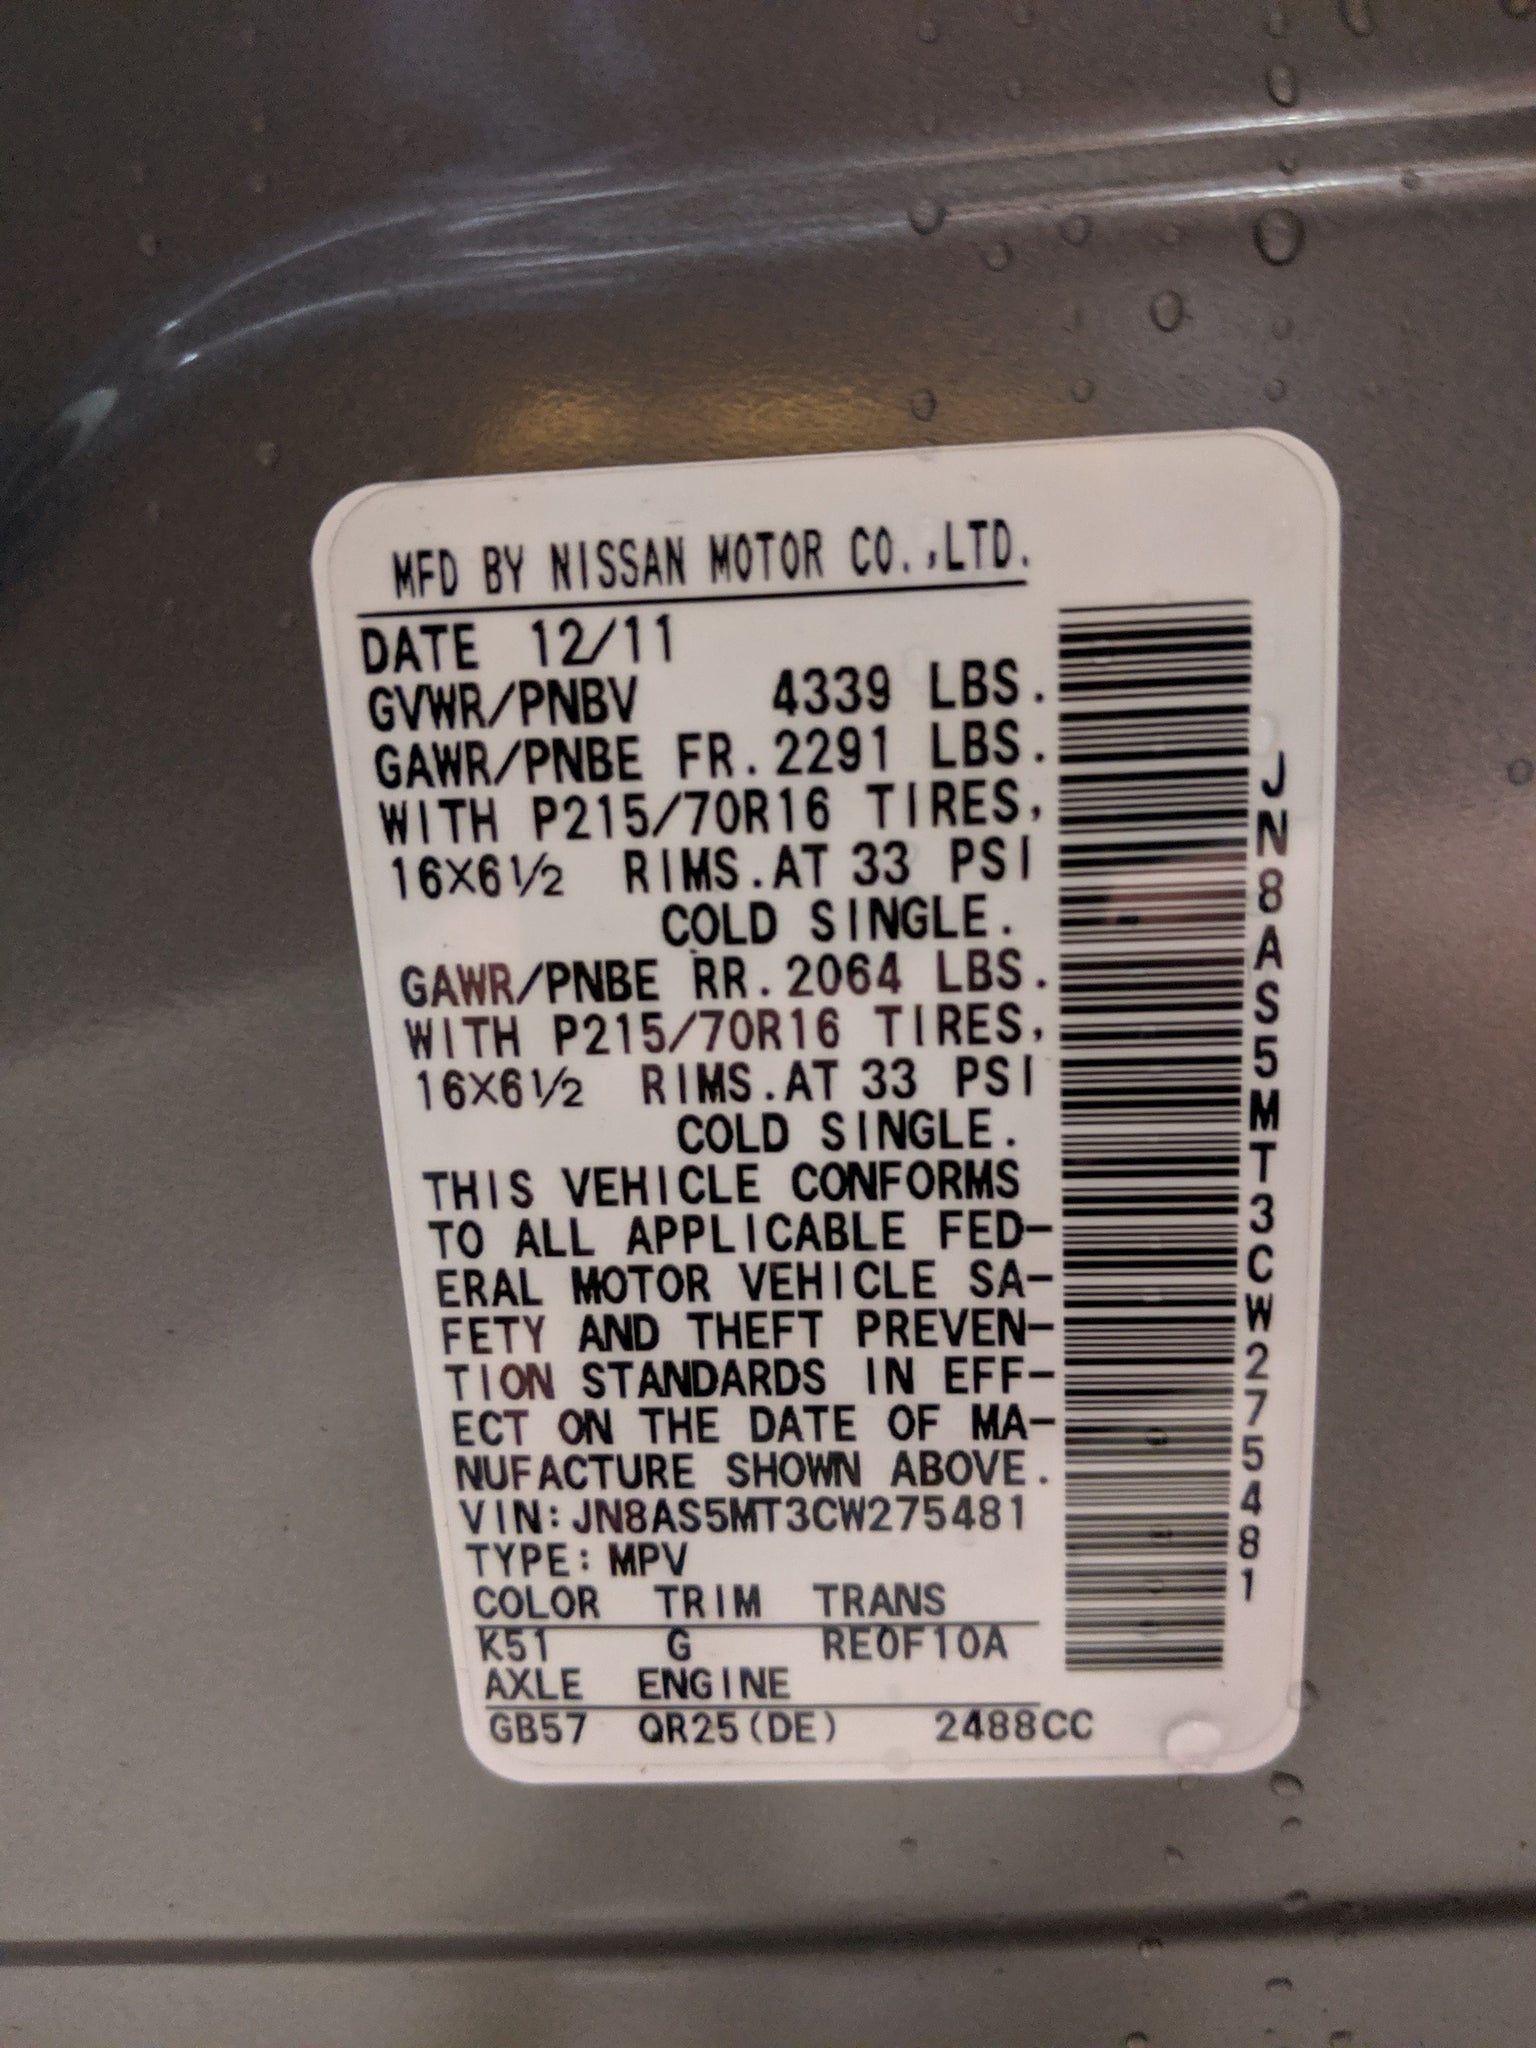 MFD BY NISSAN MOTOR CO.,LTD.
DATE 12/11
GVWR/PNBV 4339 LBS.
GAWR/PNBE FR.2291 LBS.
WITH P215/70R16 TIRES,
16X6½ RIMS.AT 33 PSI
COLD SINGLE.
GAWR/PNBE RR.2064 LBS.
WITH P215/70R16 TIRES,
16X6½ RIMS.AT 33 PSI
COLD SINGLE.
THIS VEHICLE CONFORMS
TO ALL APPLICABLE FED-
ERAL MOTOR VEHICLE SA-
FETY AND THEFT PREVEN-
TION STANDARDS IN EFF-
ECT ON THE DATE OF MA-
NUFACTURE SHOWN ABOVE.
VIN:JN8AS5MT3CW275481
TYPE:MPV
COLOR TRIM TRANS
K51 G RE0F10A
AXLE ENGINE
GB57 QR25(DE) 2488CC
JN8AS5MT3CW275481